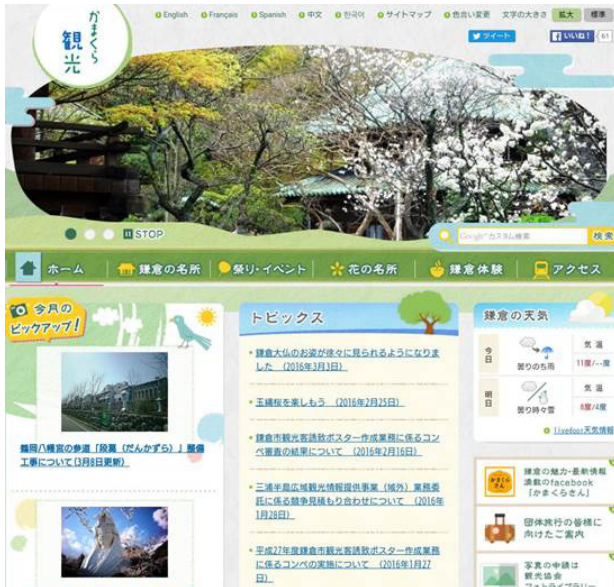 かまくら
観光
English Français Spanish 中文 한국어 サイトマップ 色合い変更 文字の大きさ 拡大 標準
ツイート いいね! 61
STOP
Google カスタム検索 検索
ホーム 鎌倉の名所 祭り・イベント 花の名所 鎌倉体験 アクセス
今月の
ピックアップ!
鶴岡八幡宮の参道「段葛（だんかずら）」整備
工事について(3月8日更新)
トピックス
鎌倉大仏のお姿が徐々に見られるようになりま
した （2016年3月3日）
玉縄桜を楽しもう （2016年2月25日）
鎌倉市観光客誘致ポスター作成業務に係るコン
ペ審査の結果について （2016年2月16日）
三浦半島広域観光情報提供事業（域外）業務委
託に係る競争見積もり合わせについて （2016年
1月28日）
平成27年度鎌倉市観光客誘致ポスター作成業務
に係るコンペの実施について （2016年1月27
日）
鎌倉の天気
今日 曇りのち雨 気温 11度/--度
明日 曇り時々雪 気温 8度/4度
livedoor天気情報
かまくらさん
鎌倉の魅力・最新情報
満載のfacebook
「かまくらさん」
団体旅行の皆様に
向けたご案内
写真の申請は
観光協会
フォトライブラリー